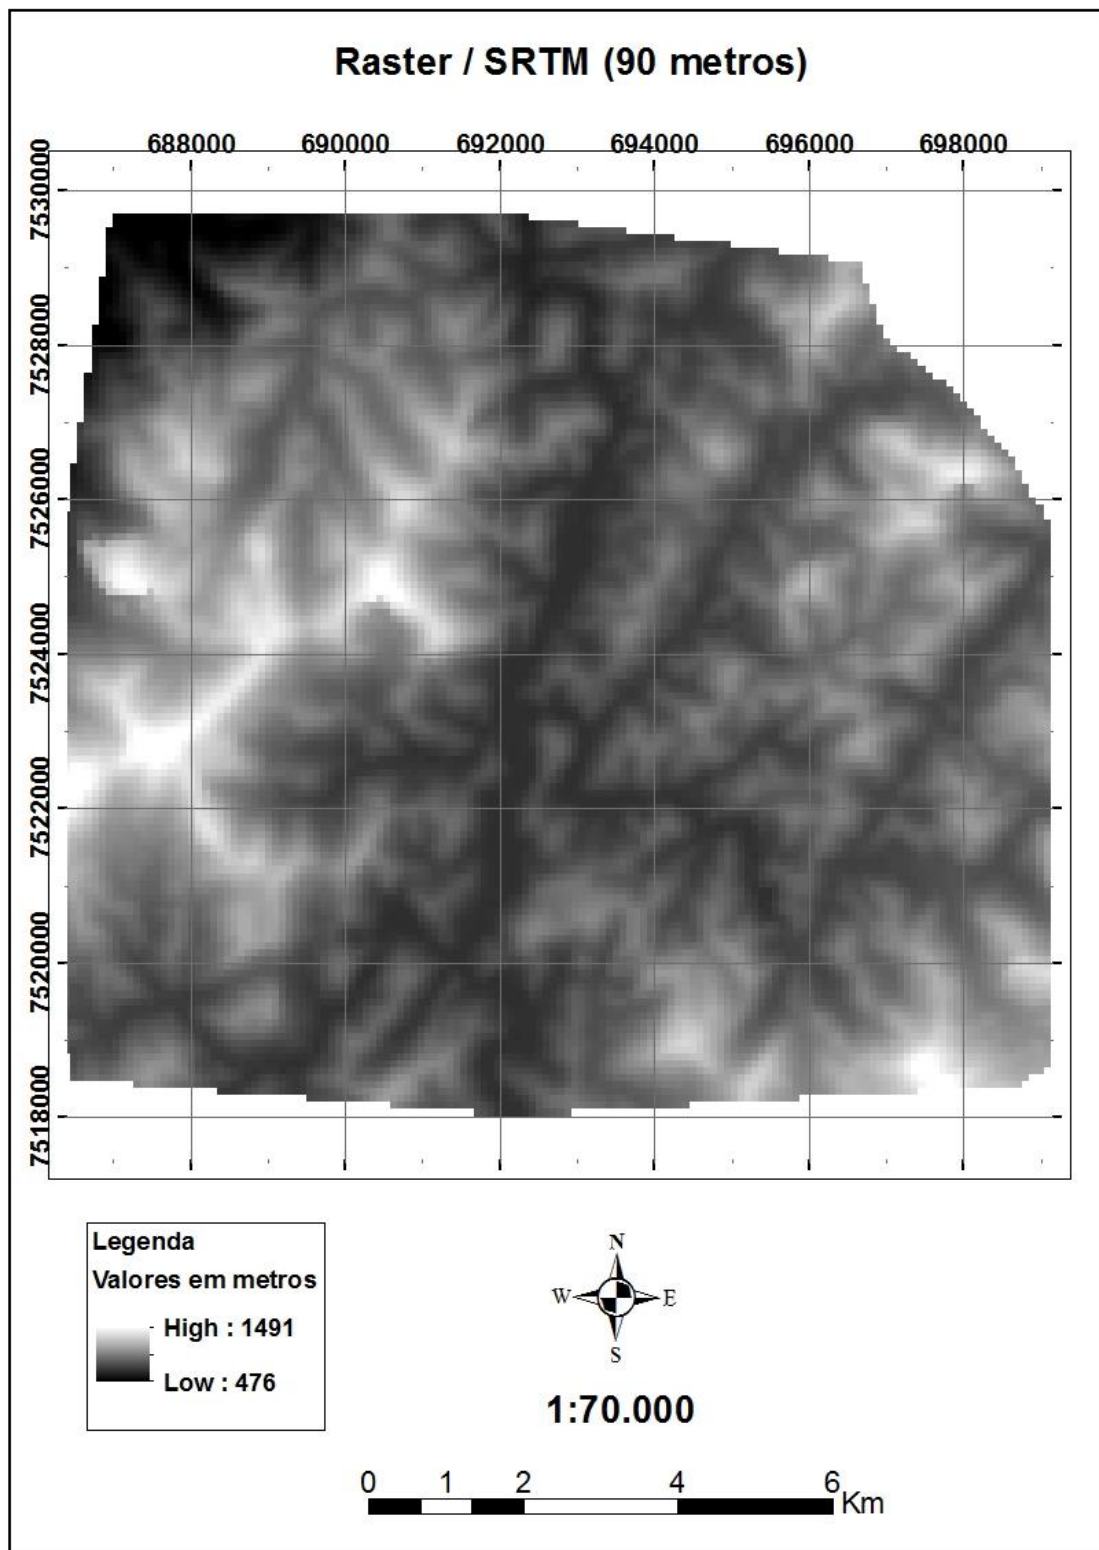 Raster / SRTM (90 metros)
688000 690000 692000 694000 696000 698000
7530000
7528000
7526000
7524000
7522000
7520000
7518000
Legenda
Valores em metros
High : 1491
Low : 476
N
W E
S
1:70.000
0 1 2 4 6
Km